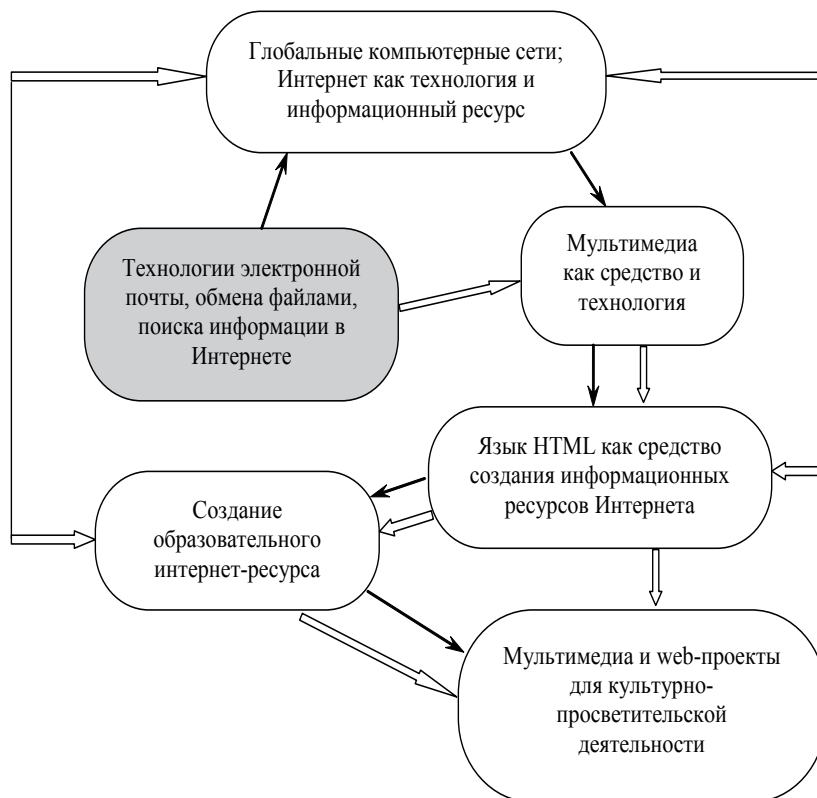 Глобальные компьютерные сети;
Интернет как технология и
информационный ресурс
Технологии электронной
почты, обмена файлами,
поиска информации в
Интернете
Мультимедиа
как средство и
технология
Язык HTML как средство
создания информационных
ресурсов Интернета
Создание
образовательного
интернет-ресурса
Мультимедиа и web-проекты
для культурно-
просветительской
деятельности